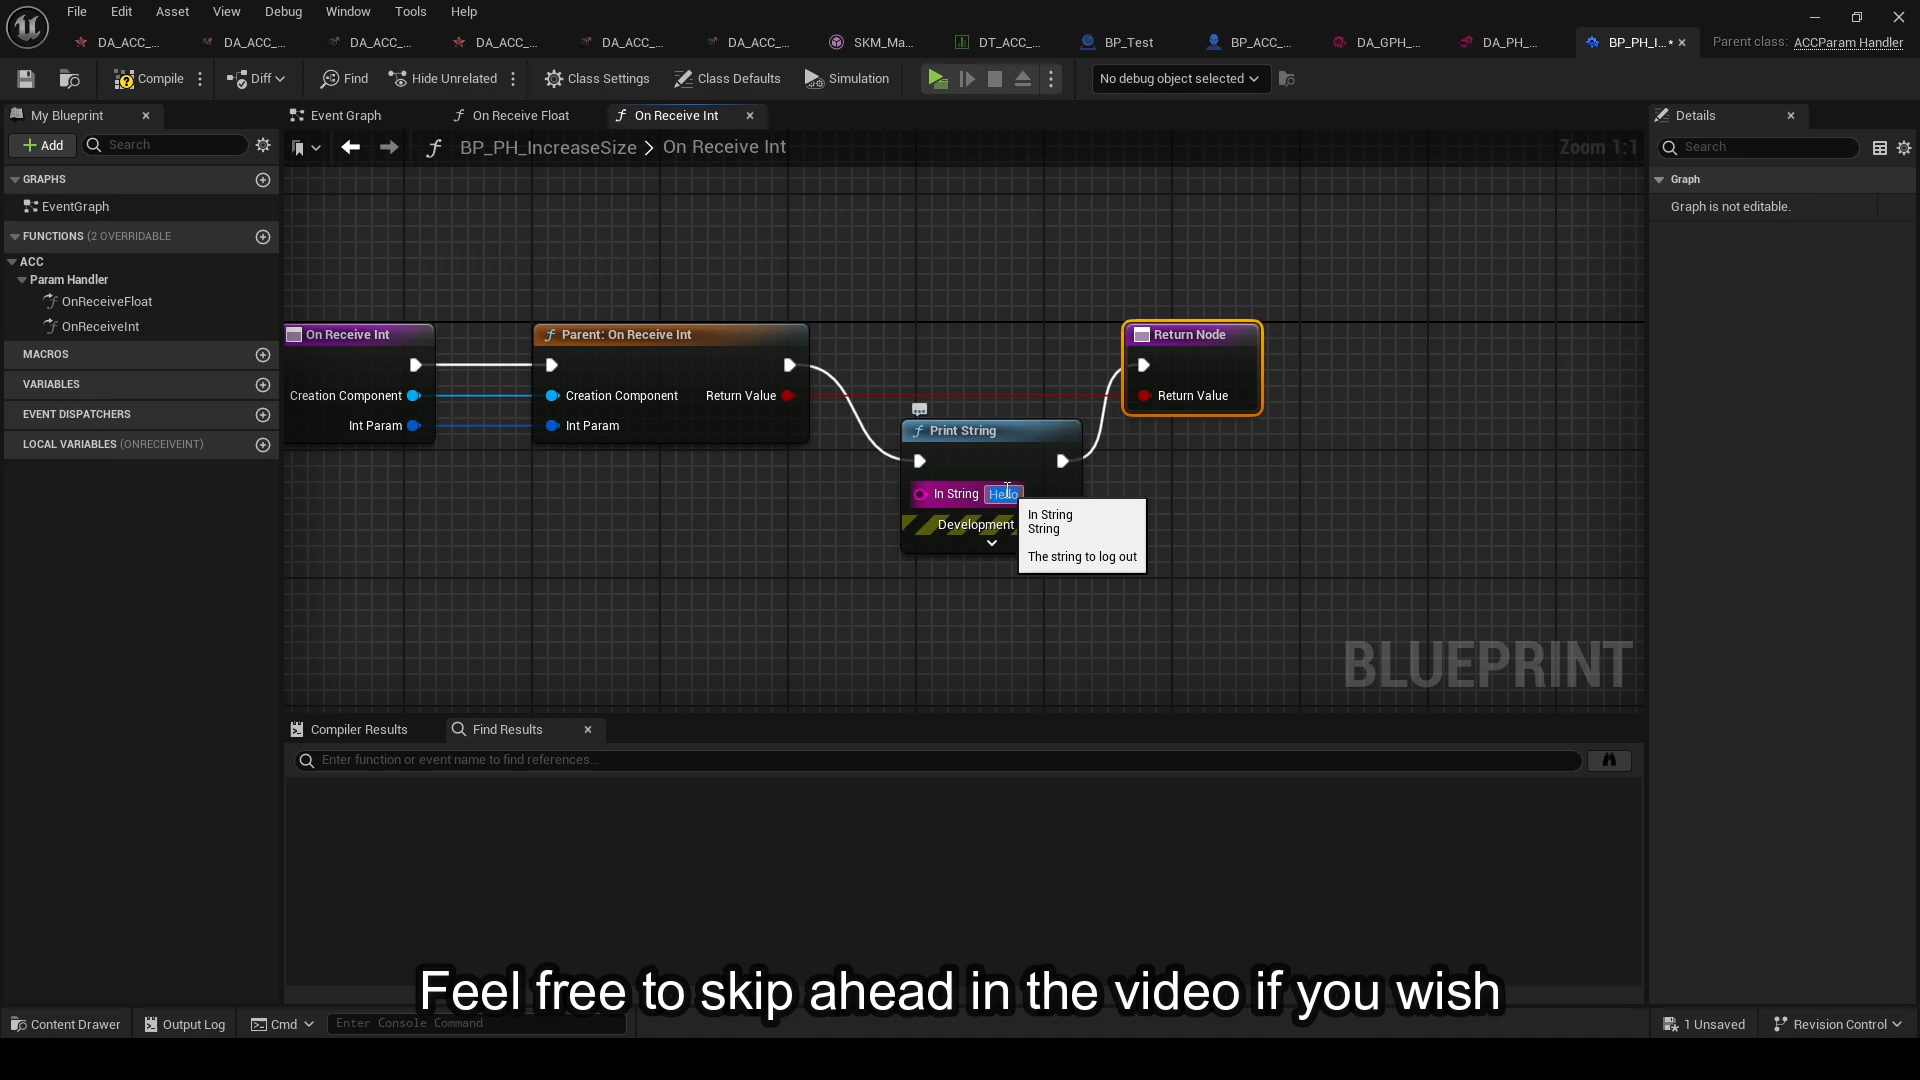 File Edit Asset View Debug Window Tools Help
DA_ACC_... DA_ACC_... DA_ACC_... DA_ACC_... DA_ACC_... DA_ACC_... SKM_Ma... DT_ACC_... BP_Test BP_ACC_... DA_GPH_... DA_PH_... BP_PH_I...* Parent class: ACCParam Handler
Compile Diff Find Hide Unrelated Class Settings Class Defaults Simulation No debug object selected
My Blueprint Event Graph On Receive Float On Receive Int Details
Add Search BP_PH_IncreaseSize > On Receive Int Zoom 1:1 Search
GRAPHS
EventGraph
FUNCTIONS (2 OVERRIDABLE
ACC
Param Handler
OnReceiveFloat
OnReceiveInt
MACROS
VARIABLES
EVENT DISPATCHERS
LOCAL VARIABLES (ONRECEIVEINT)
On Receive Int
Creation Component
Int Param
Parent: On Receive Int
Creation Component Return Value
Int Param
Print String
In String Hello
Development
In String
String
The string to log out
Return Node
Return Value
BLUEPRINT
Graph
Graph is not editable.
Compiler Results Find Results
Enter function or event name to find references...
Feel free to skip ahead in the video if you wish
Content Drawer Output Log Cmd Enter Console Command 1 Unsaved Revision Control